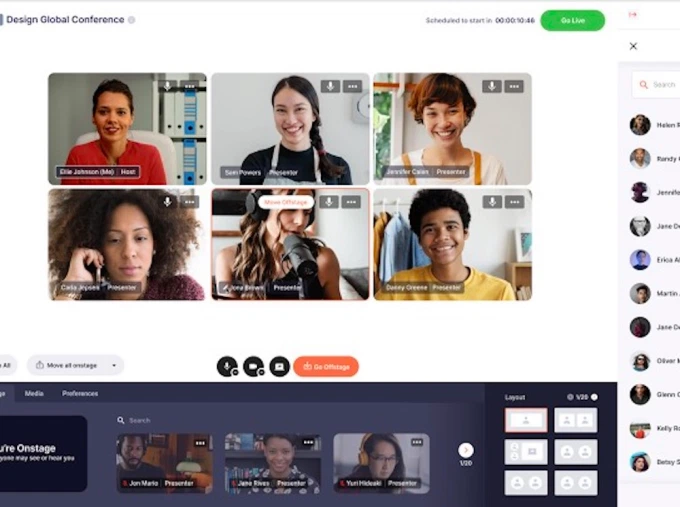 Design Global Conference
Scheduled to start in 00:00:10:46
Go Live
Search
Ellie Johnson (Me) Host
Sam Powers Presenter
Jennifer Presenter
Move Offstage
Carla Jepsen Presenter
Brown Presenter
Danny Greene Presenter
Helen R
Randy
Jennife
Jane De
Erica Al
Martin
Jane De
Oliver M
Glenn C
Kelly Ro
Betsy S
All
Move all onstage
Go Offstage
ge
Media
Preferences
u're Onstage
yone may see or hear you
Search
Jon Mario Presenter
Jane Rives Presenter
Yuri Hideaki Presenter
1/20
Layout
1/20